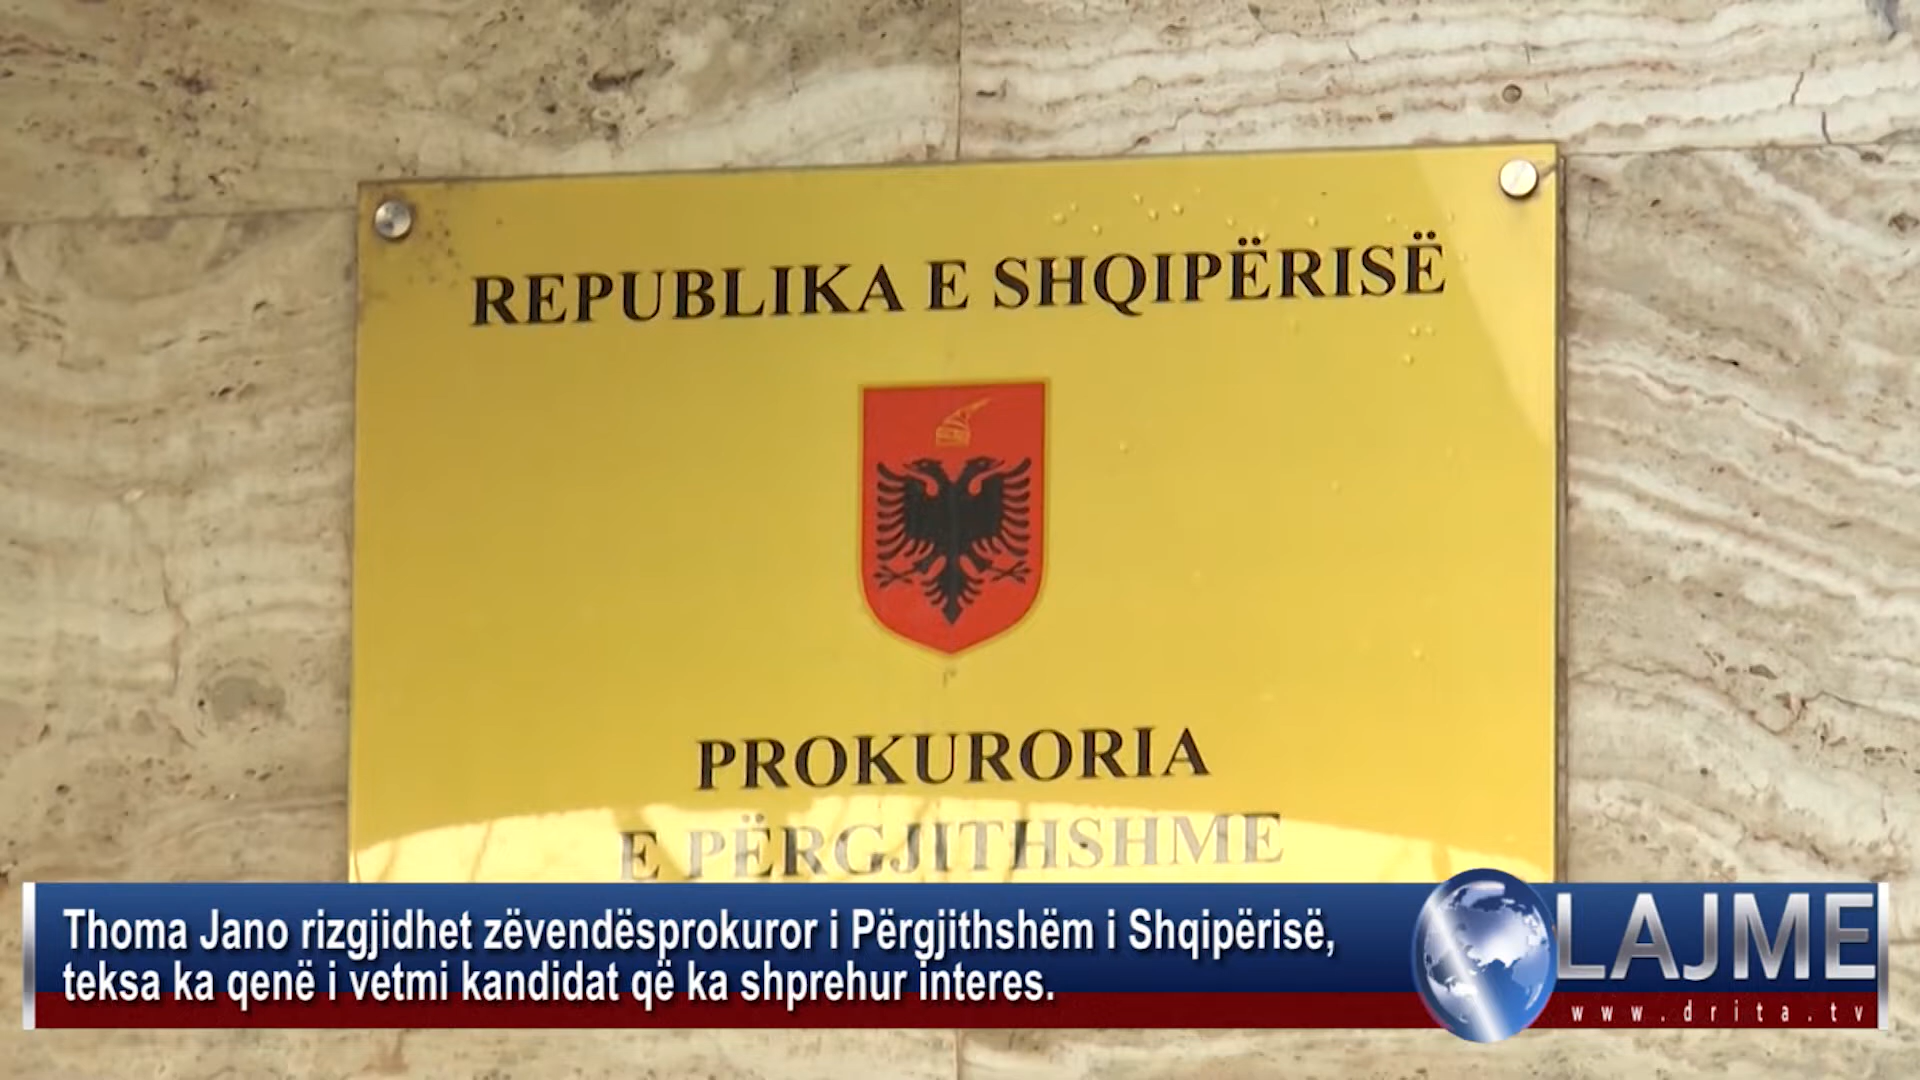 REPUBLIKA E SHQIPËRISË
PROKURORIA
E PËRGJITHSHME
Thoma Jano rizgjidhet zëvendësprokuror i Përgjithshëm i Shqipërisë,
teksa ka qenë i vetmi kandidat që ka shprehur interes.
LAJME
www.drita.tv